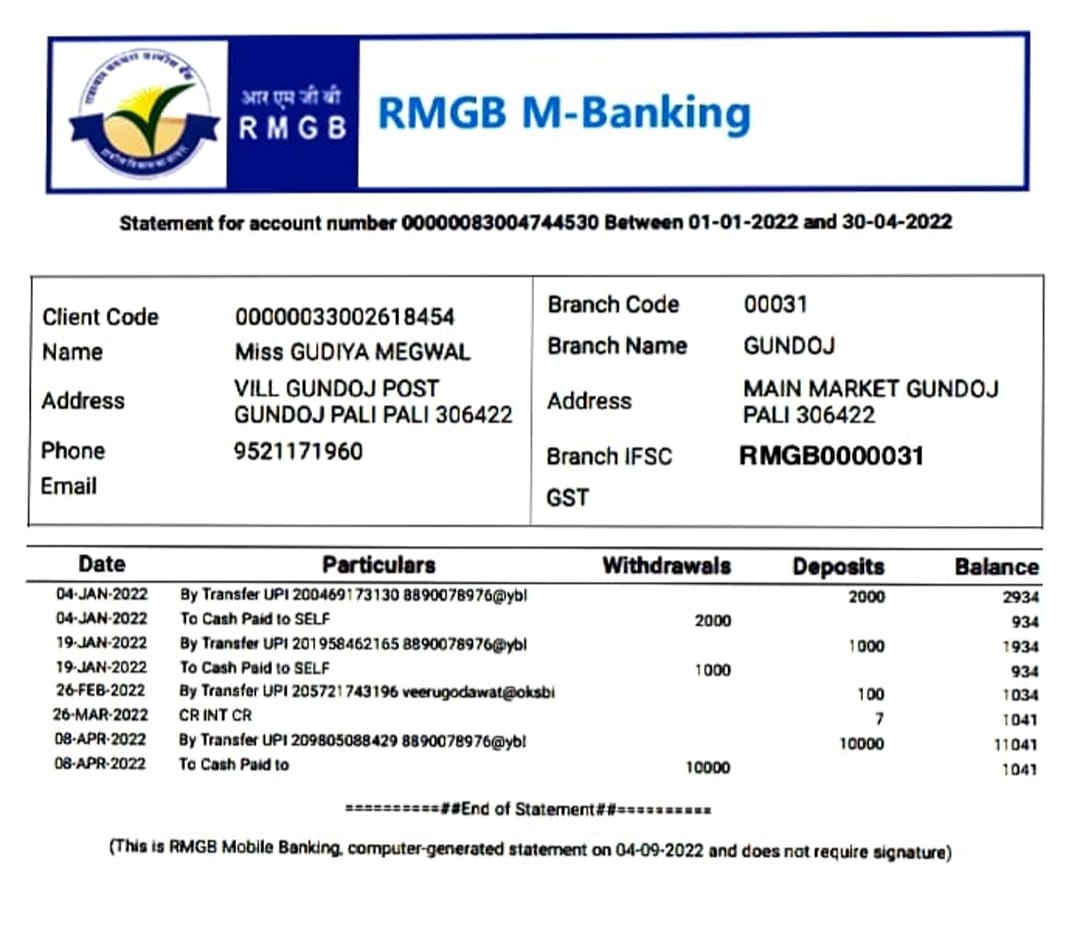 आर एम जी बी
RMGB
RMGB M-Banking
Statement for account number 00000083004744530 Between 01-01-2022 and 30-04-2022
Client Code 00000033002618454
Name Miss GUDIYA MEGWAL
Address VILL GUNDOJ POST
GUNDOJ PALI PALI 306422
Phone 9521171960
Email
Branch Code 00031
Branch Name GUNDOJ
Address MAIN MARKET GUNDOJ
PALI 306422
Branch IFSC RMGB0000031
GST
Date Particulars Withdrawals Deposits Balance
04-JAN-2022 By Transfer UPI 200469173130 8890078976@ybl 2000 2934
04-JAN-2022 To Cash Paid to SELF 2000 934
19-JAN-2022 By Transfer UPI 201958462165 8890078976@ybl 1000 1934
19-JAN-2022 To Cash Paid to SELF 1000 934
26-FEB-2022 By Transfer UPI 205721743196 veerugodawat@oksbi 100 1034
26-MAR-2022 CR INT CR 7 1041
08-APR-2022 By Transfer UPI 209805088429 8890078976@ybl 10000 11041
08-APR-2022 To Cash Paid to 10000 1041
==========##End of Statement##==========
(This is RMGB Mobile Banking, computer-generated statement on 04-09-2022 and does not require signature)